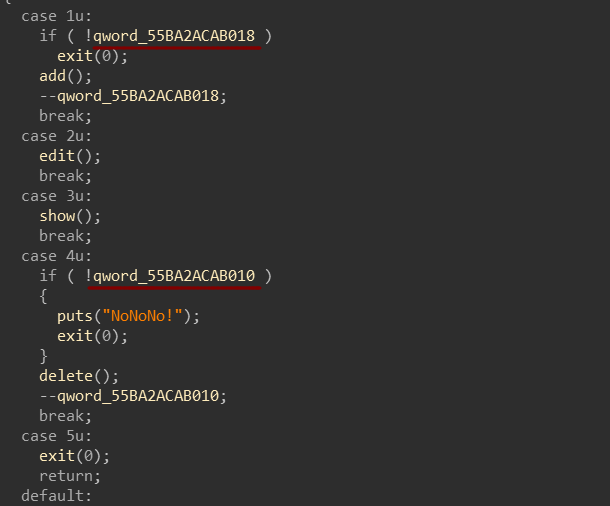 {
case 1u:
if ( !qword_55BA2ACAB018 )
exit(0);
add();
--qword_55BA2ACAB018;
break;
case 2u:
edit();
break;
case 3u:
show();
break;
case 4u:
if ( !qword_55BA2ACAB010 )
{
puts("NoNoNo!");
exit(0);
}
delete();
--qword_55BA2ACAB010;
break;
case 5u:
exit(0);
return;
default: